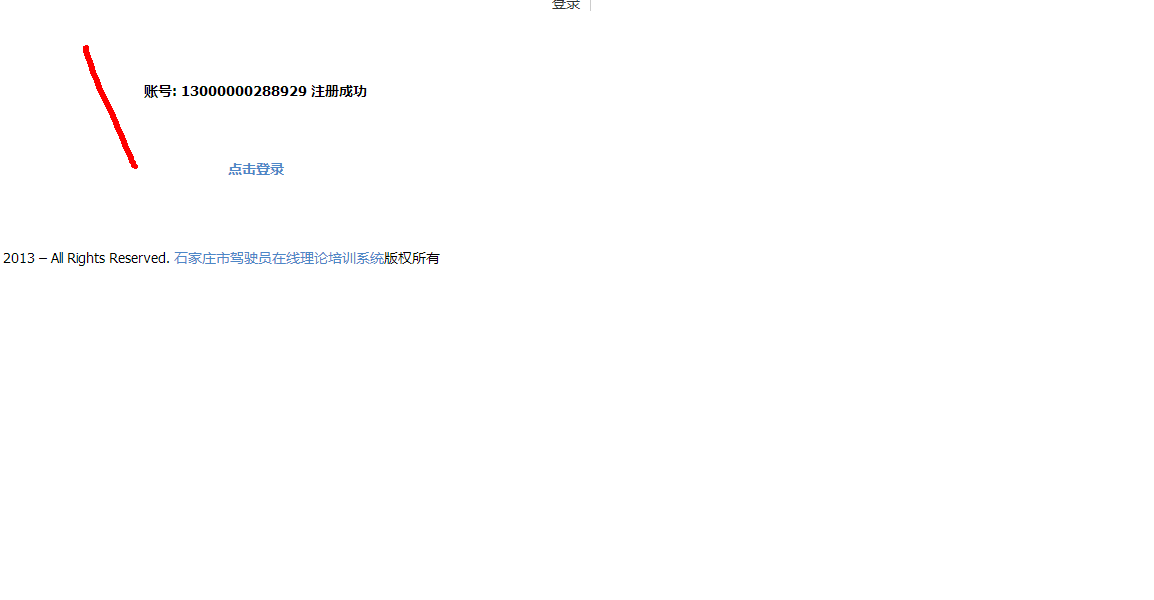 登录
账号: 13000000288929 注册成功
点击登录
2013 – All Rights Reserved. 石家庄市驾驶员在线理论培训系统版权所有